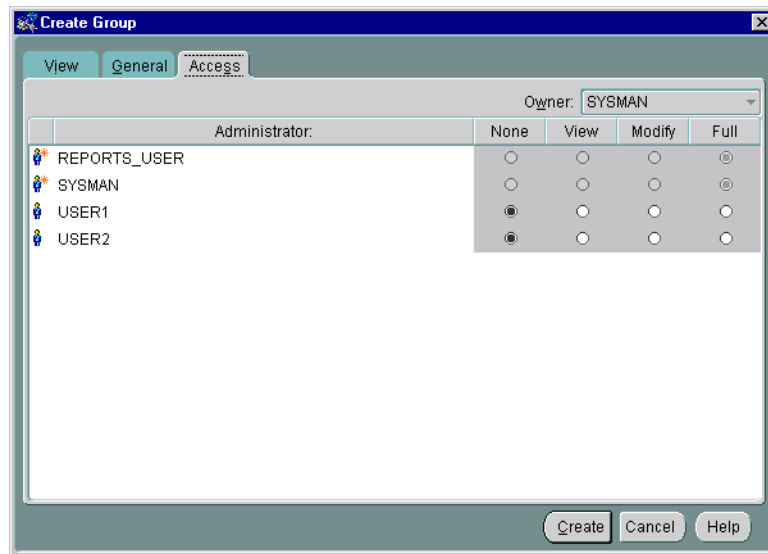 Create Group
View General Access
Owner: SYSMAN
Administrator: None View Modify Full
REPORTS_USER
SYSMAN
USER1
USER2
Create Cancel Help